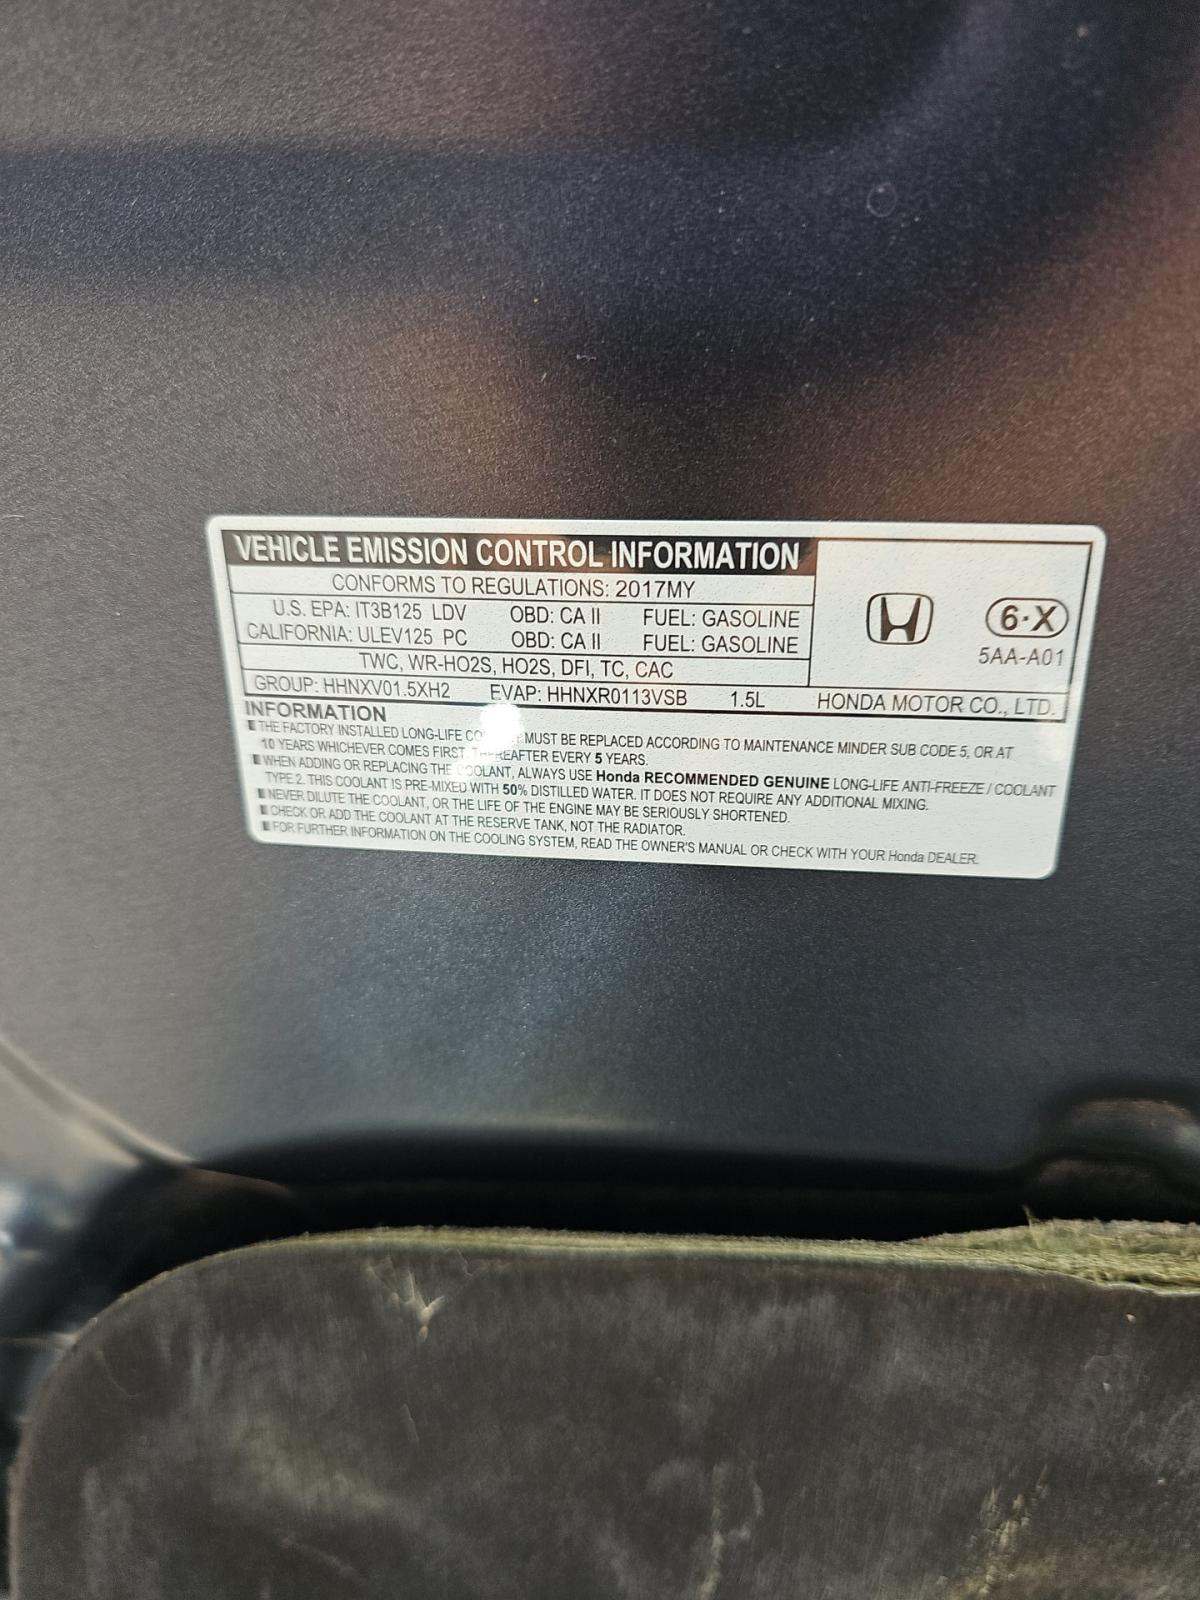 VEHICLE EMISSION CONTROL INFORMATION
CONFORMS TO REGULATIONS: 2017MY
U.S. EPA: IT3B125 LDV OBD: CA II FUEL: GASOLINE
CALIFORNIA: ULEV125 PC OBD: CA II FUEL: GASOLINE
TWC, WR-HO2S, HO2S, DFI, TC, CAC
GROUP: HHNXV01.5XH2 EVAP: HHNXR0113VSB 1.5L
6·X
5AA-A01
HONDA MOTOR CO., LTD.
INFORMATION
THE FACTORY INSTALLED LONG-LIFE MUST BE REPLACED ACCORDING TO MAINTENANCE MINDER SUB CODE 5, OR AT
10 YEARS WHICHEVER COMES FIRST, THEREAFTER EVERY 5 YEARS.
WHEN ADDING OR REPLACING THE COOLANT, ALWAYS USE Honda RECOMMENDED GENUINE LONG-LIFE ANTI-FREEZE / COOLANT
TYPE 2. THIS COOLANT IS PRE-MIXED WITH 50% DISTILLED WATER. IT DOES NOT REQUIRE ANY ADDITIONAL MIXING.
NEVER DILUTE THE COOLANT, OR THE LIFE OF THE ENGINE MAY BE SERIOUSLY SHORTENED.
CHECK OR ADD THE COOLANT AT THE RESERVE TANK, NOT THE RADIATOR.
FOR FURTHER INFORMATION ON THE COOLING SYSTEM, READ THE OWNER'S MANUAL OR CHECK WITH YOUR Honda DEALER.